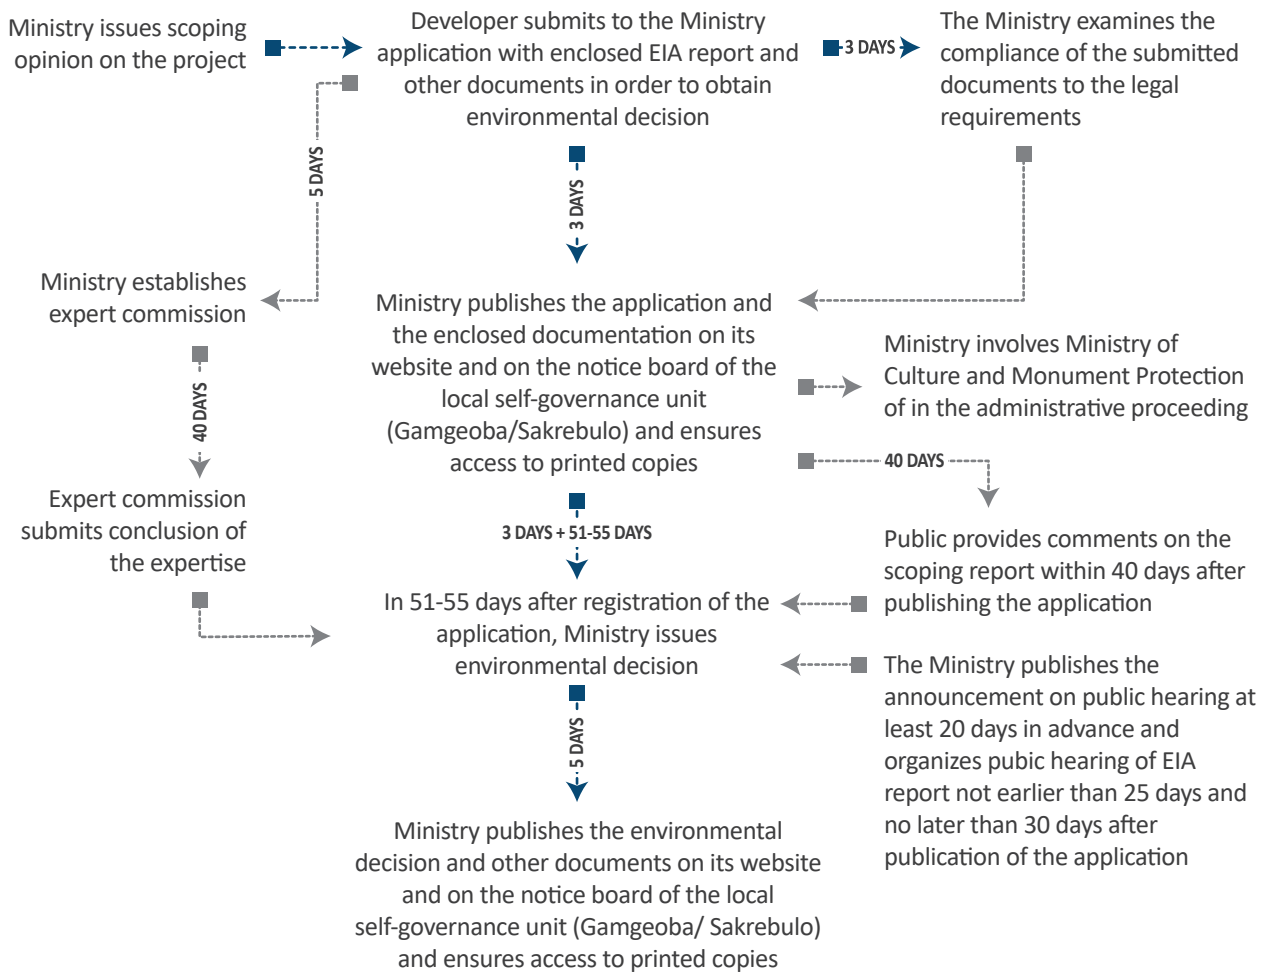 Ministry issues scoping
opinion on the project
Developer submits to the Ministry
application with enclosed EIA report and
other documents in order to obtain
environmental decision
3 DAYS
The Ministry examines the
compliance of the submitted
documents to the legal
requirements
5 DAYS
3 DAYS
Ministry establishes
expert commission
Ministry publishes the application and
the enclosed documentation on its
website and on the notice board of the
local self-governance unit
(Gamgeoba/Sakrebulo) and ensures
access to printed copies
Ministry involves Ministry of
Culture and Monument Protection
of in the administrative proceeding
40 DAYS
40 DAYS
Expert commission
submits conclusion of
the expertise
3 DAYS + 51-55 DAYS
Public provides comments on the
scoping report within 40 days after
publishing the application
In 51-55 days after registration of the
application, Ministry issues
environmental decision
The Ministry publishes the
announcement on public hearing at
least 20 days in advance and
organizes pubic hearing of EIA
report not earlier than 25 days and
no later than 30 days after
publication of the application
5 DAYS
Ministry publishes the environmental
decision and other documents on its website
and on the notice board of the local
self-governance unit (Gamgeoba/ Sakrebulo)
and ensures access to printed copies